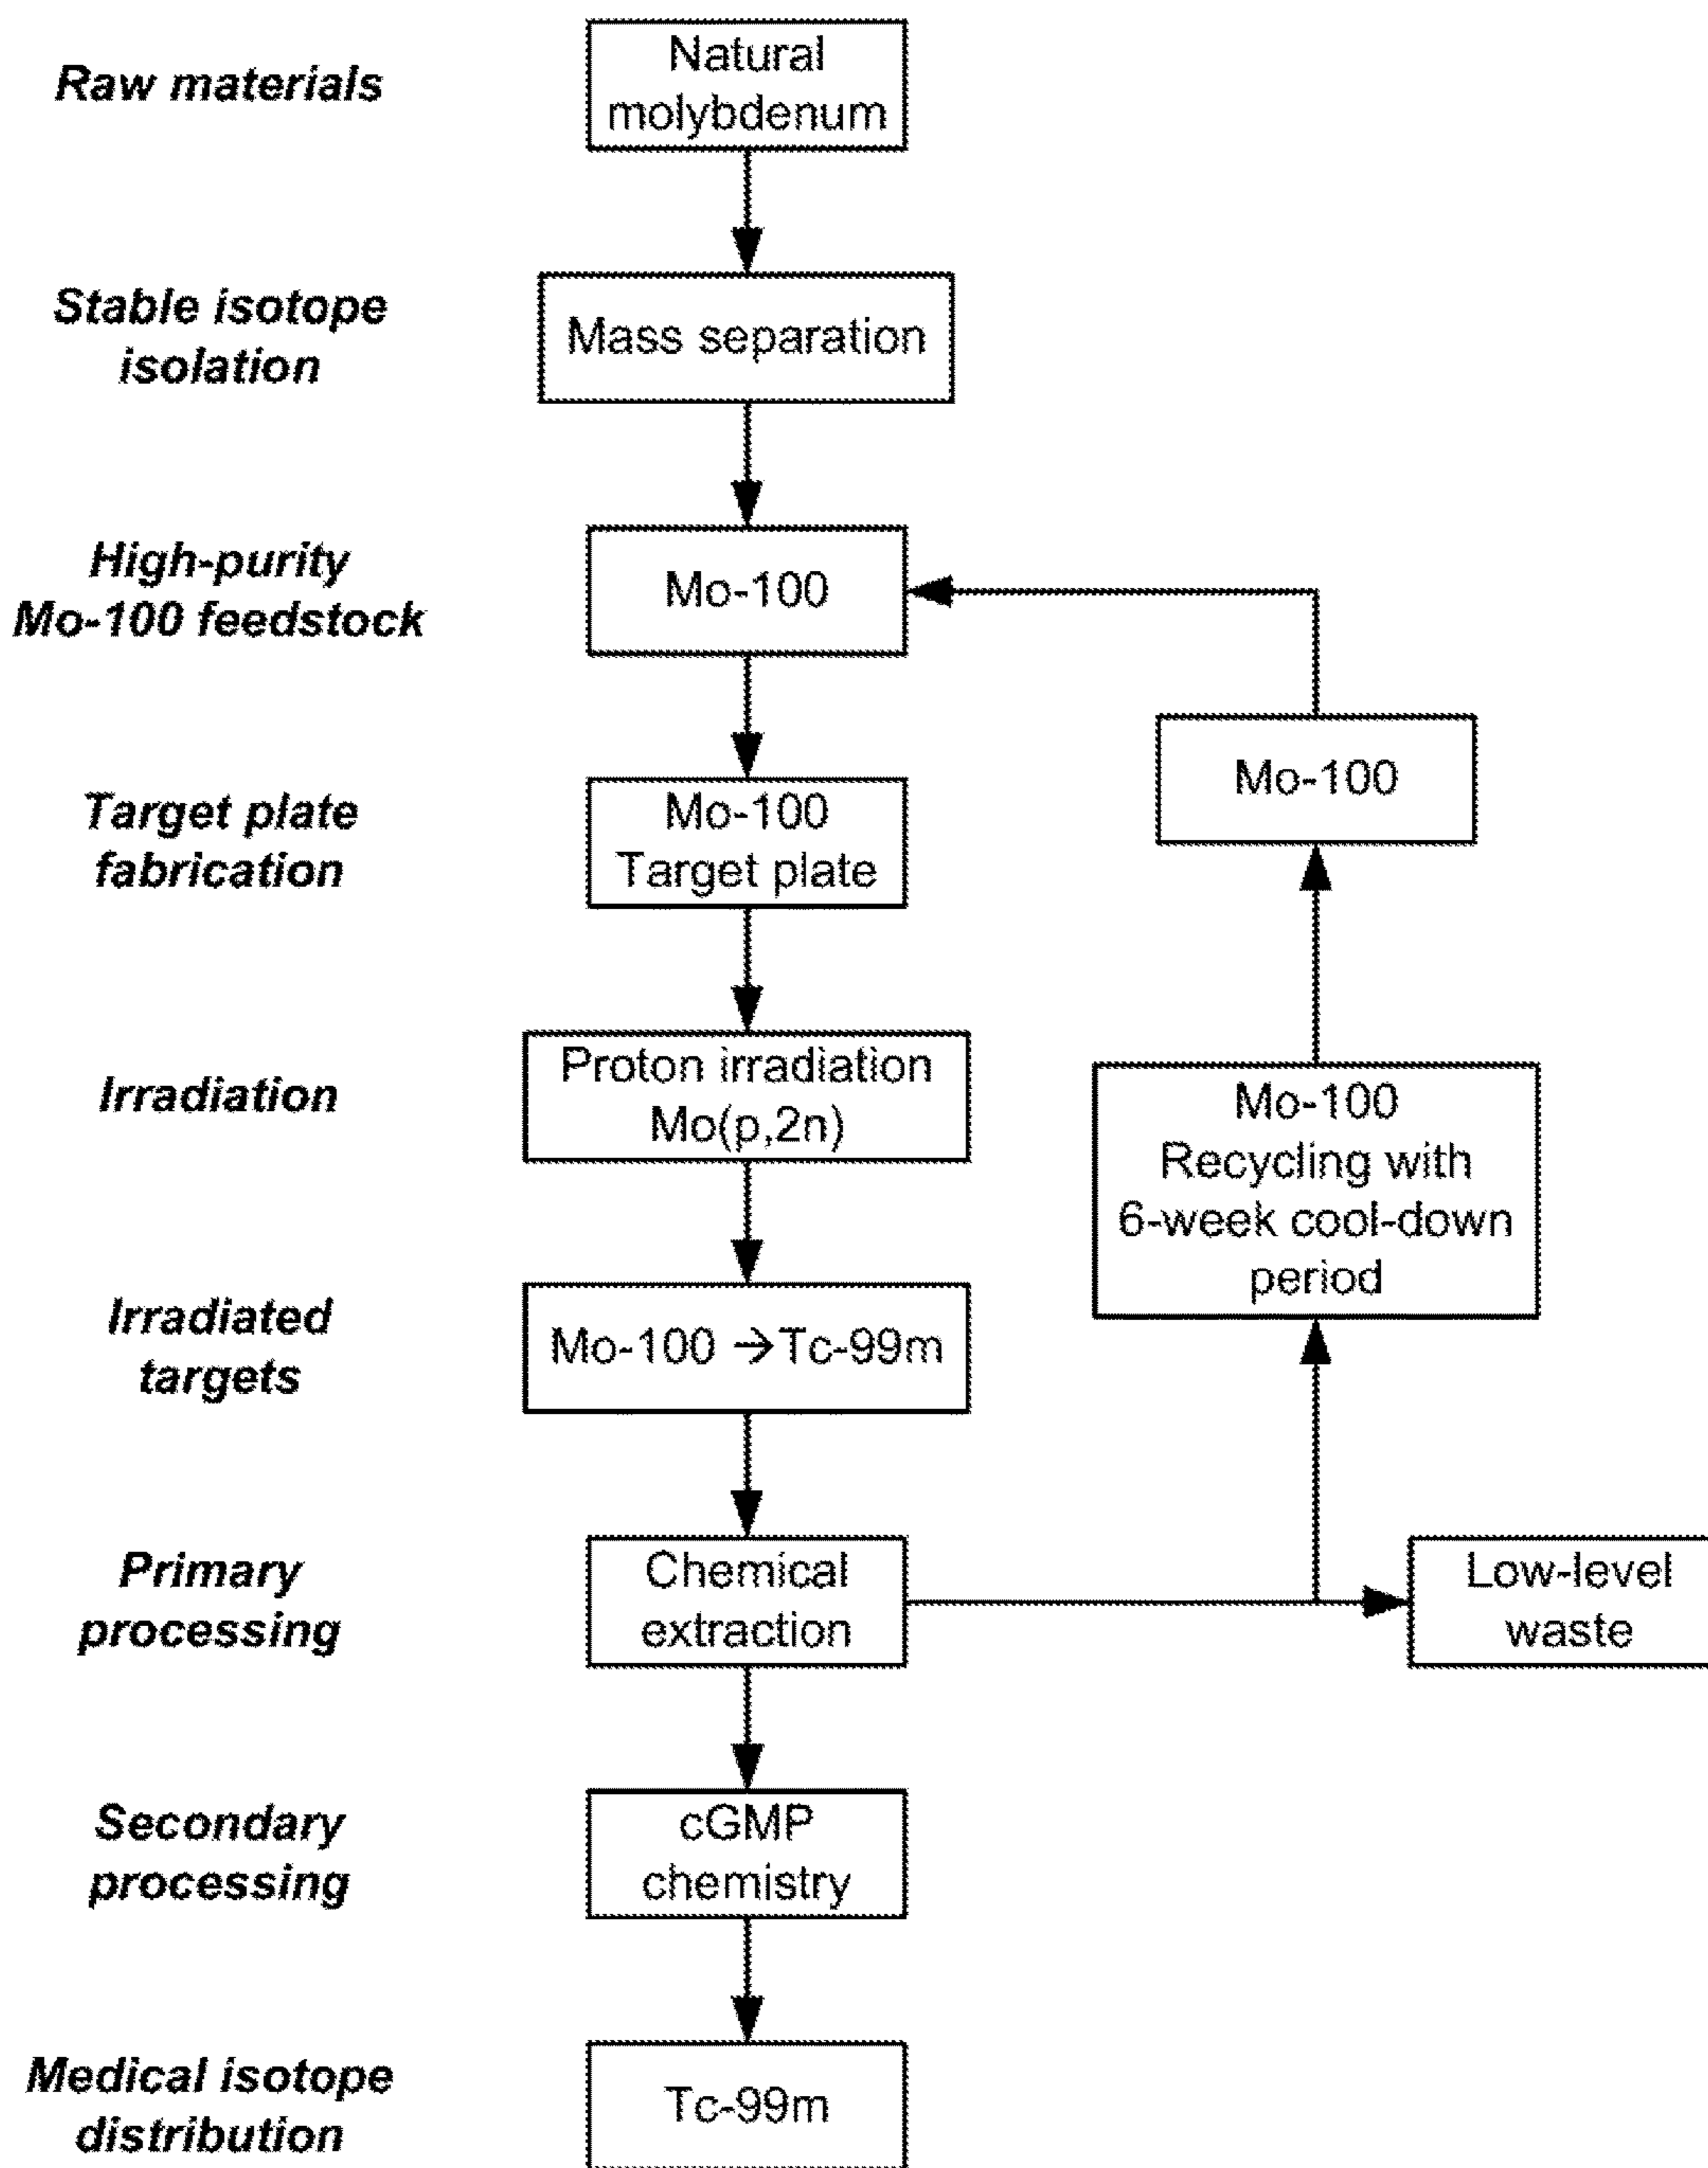 Raw materials
Natural
molybdenum
Stable isotope
isolation
Mass separation
High-purity
Mo-100 feedstock
Mo-100
Mo-100
Target plate
fabrication
Mo-100
Target plate
Irradiation
Proton irradiation
Mo(p,2n)
Mo-100
Recycling with
6-week cool-down
period
Irradiated
targets
Mo-100 →Tc-99m
Primary
processing
Chemical
extraction
Low-level
waste
Secondary
processing
cGMP
chemistry
Medical isotope
distribution
Tc-99m